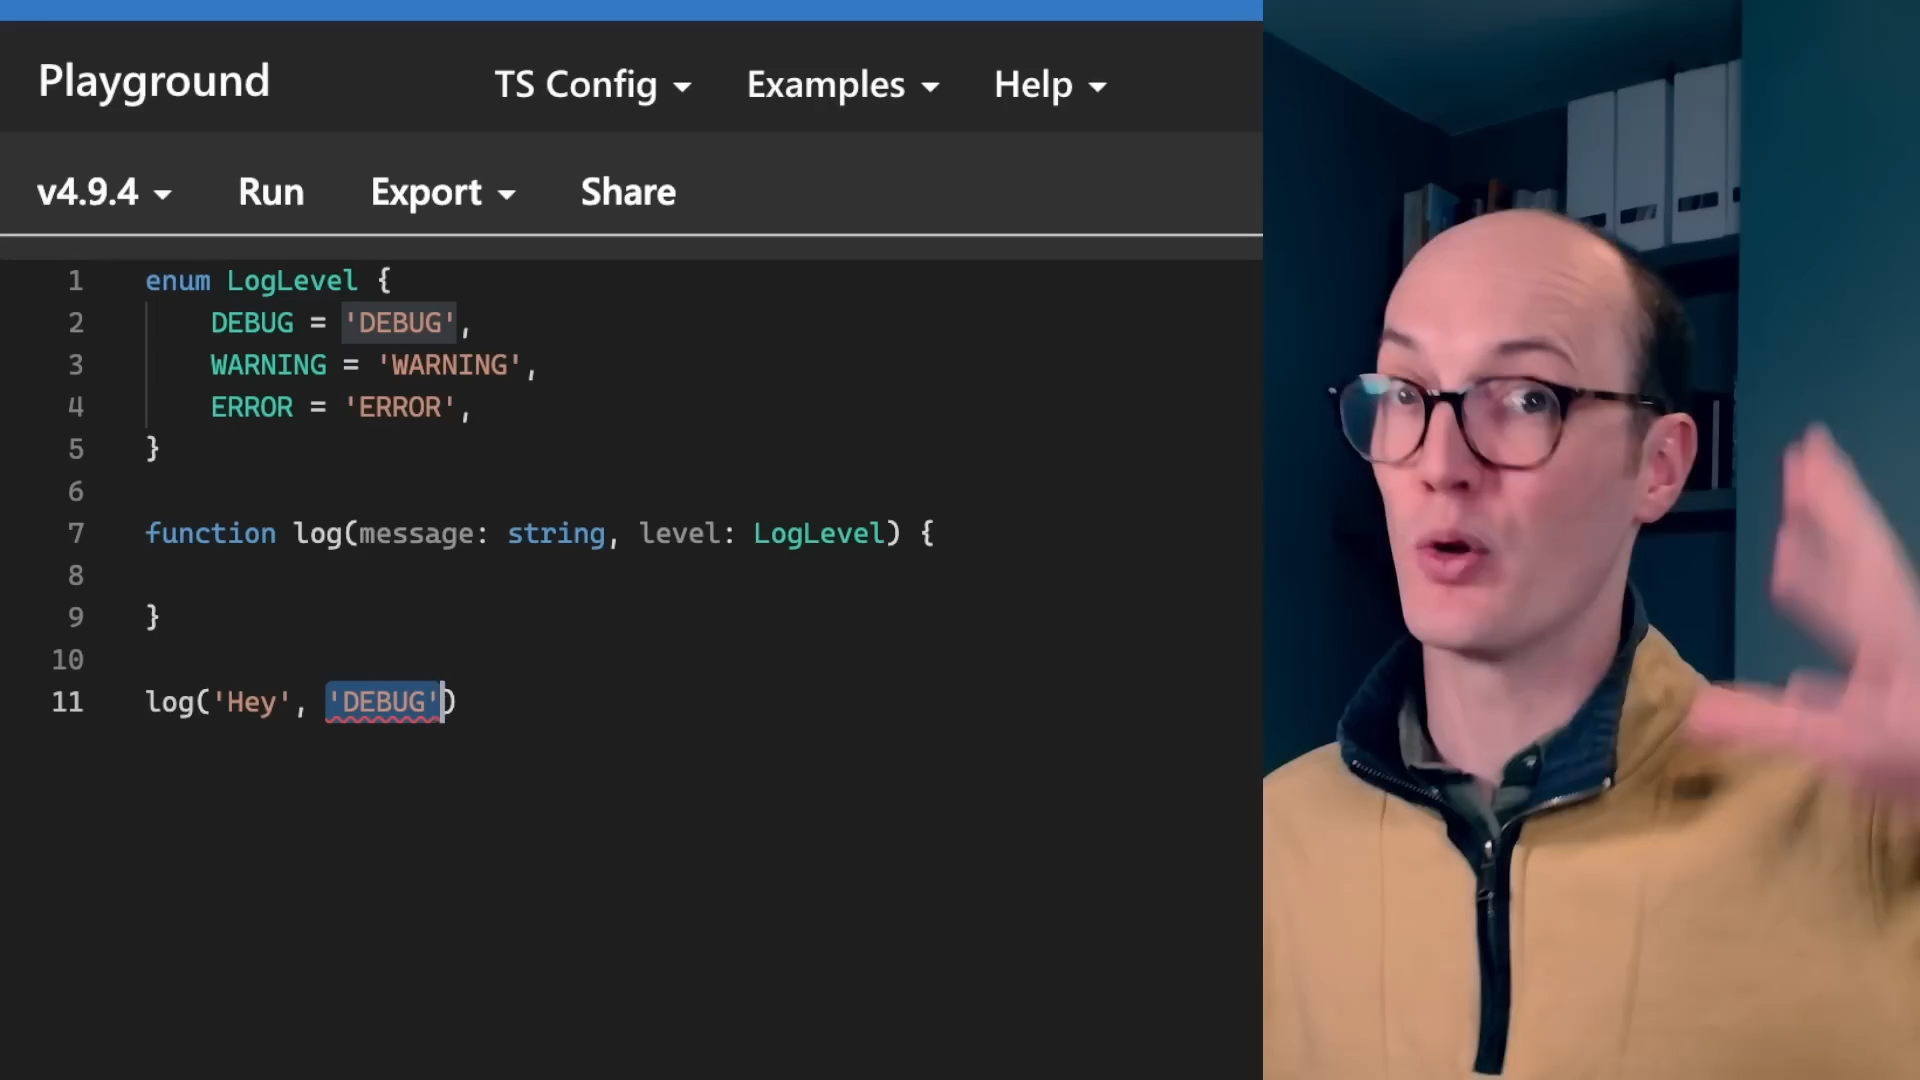 Playground TS Config Examples Help
v4.9.4 Run Export Share
1 enum LogLevel {
2 DEBUG = 'DEBUG',
3 WARNING = 'WARNING',
4 ERROR = 'ERROR',
5 }
6
7 function log(message: string, level: LogLevel) {
8
9 }
10
11 log('Hey', 'DEBUG')